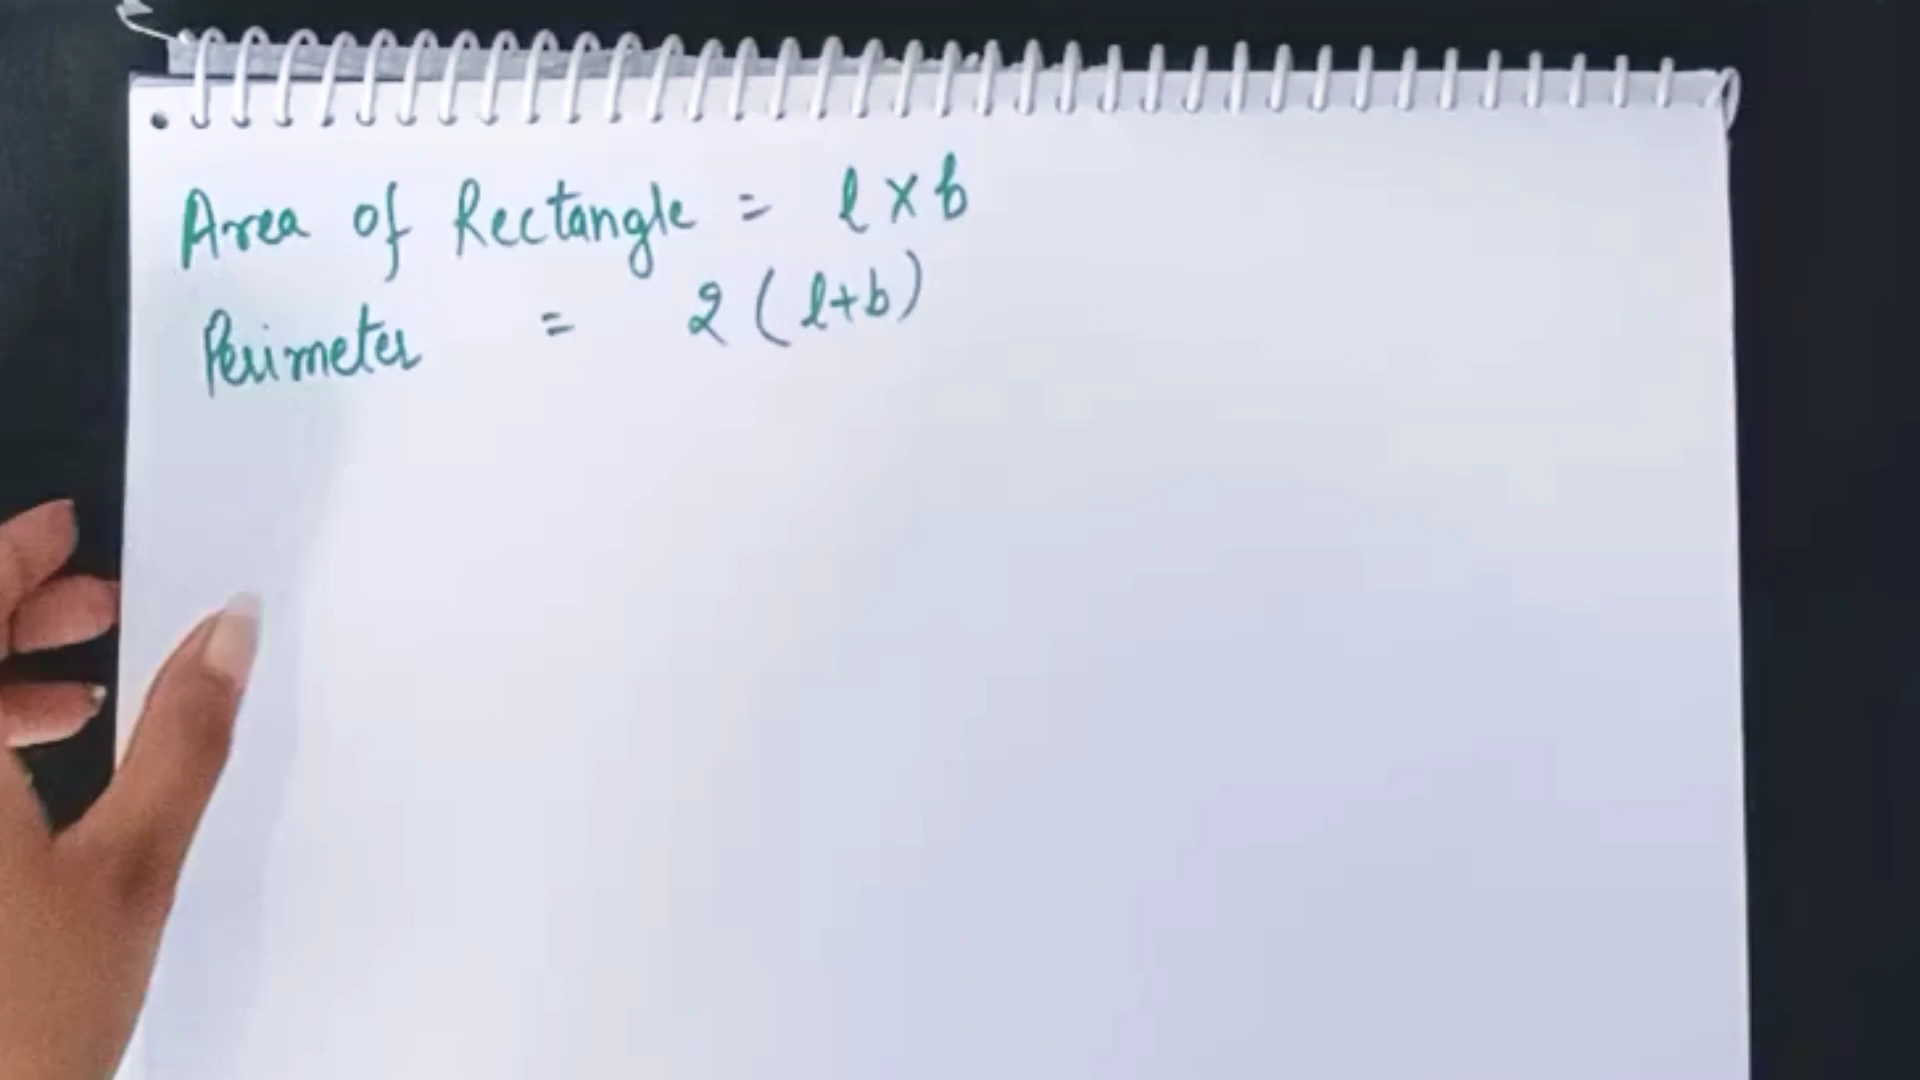 Area of Rectangle = l × b
Perimeter = 2 (l+b)